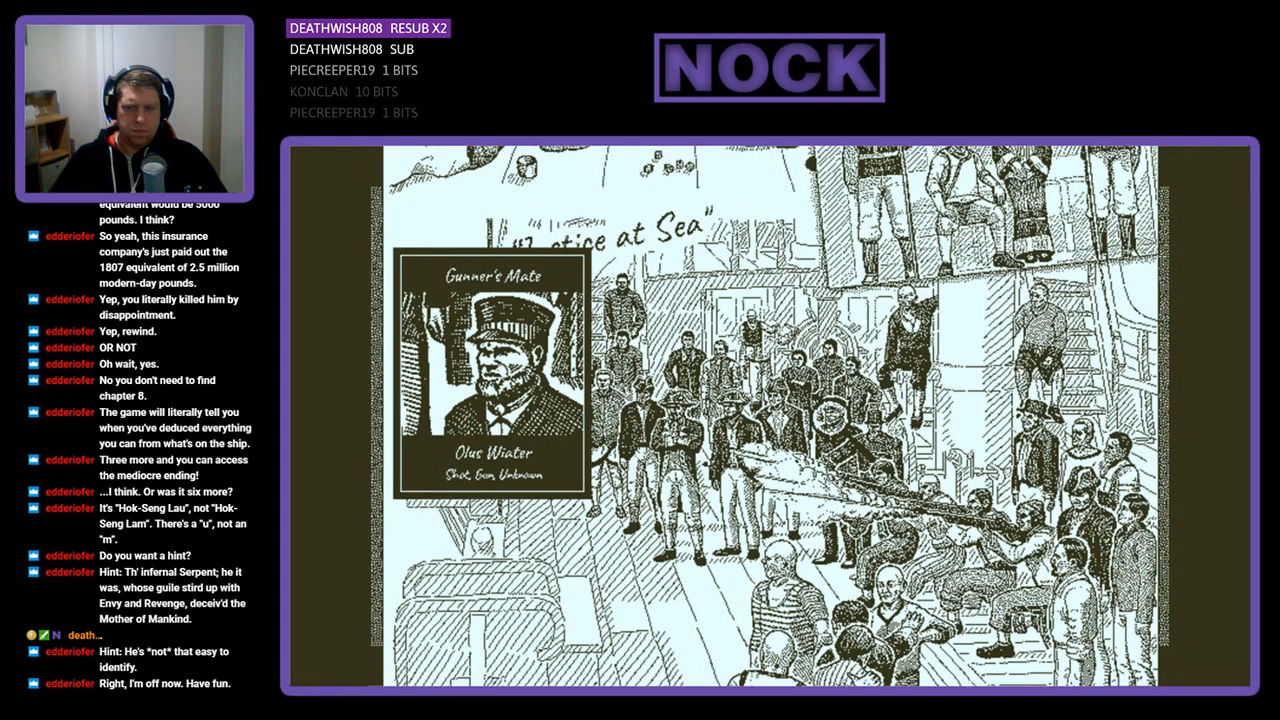 DEATHWISH808 RESUB X2
DEATHWISH808 SUB
PIECREEPER19 1 BITS
KONCLAN 10 BITS
PIECREEPER19 1 BITS
NOCK
equivalent would be 5000
pounds. I think?
edderiofer So yeah, this insurance
company's just paid out the
1807 equivalent of 2.5 million
modern-day pounds.
edderiofer Yep, you literally killed him by
disappointment.
edderiofer Yep, rewind.
edderiofer OR NOT
edderiofer Oh wait, yes.
edderiofer No you don't need to find
chapter 8.
edderiofer The game will literally tell you
when you've deduced everything
you can from what's on the ship.
edderiofer Three more and you can access
the mediocre ending!
edderiofer ...I think. Or was it six more?
edderiofer It's "Hok-Seng Lau", not "Hok-
Seng Lam". There's a "u", not an
"m".
edderiofer Do you want a hint?
edderiofer Hint: Th' infernal Serpent; he it
was, whose guile stird up with
Envy and Revenge, deceiv'd the
Mother of Mankind.
N death...
edderiofer Hint: He's *not* that easy to
identify.
edderiofer Right, I'm off now. Have fun.
at Sea"
Gunner's Mate
Olus Wiater
Shot, Gun, Unknown